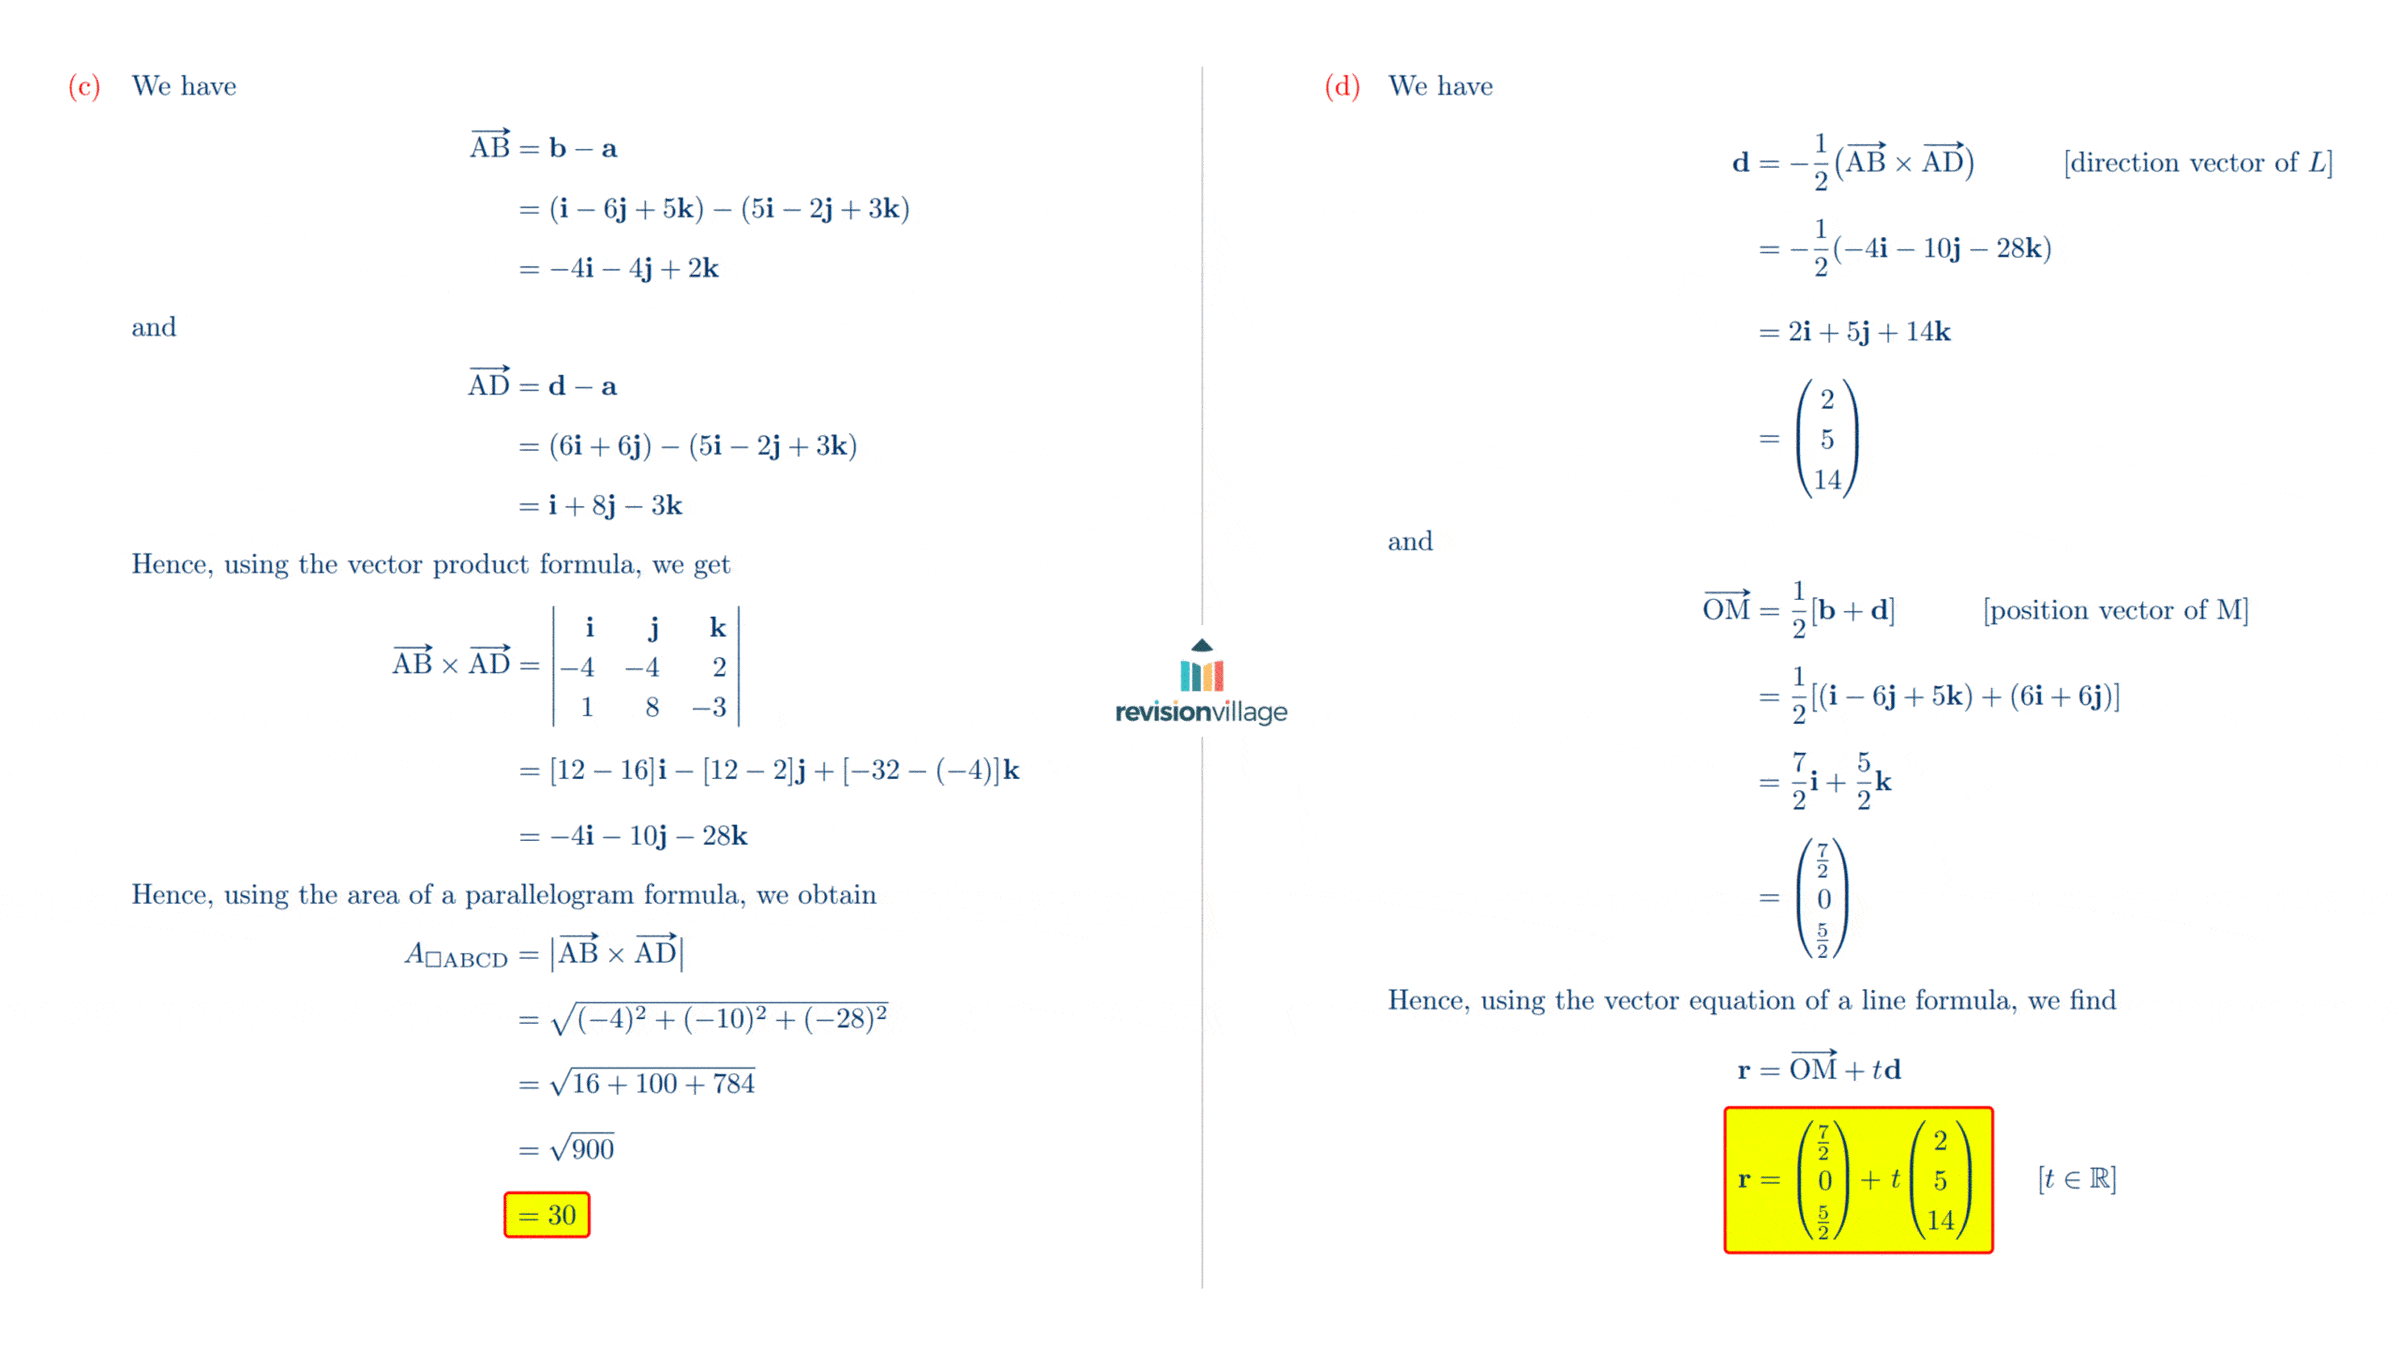 (c) We have
$\overrightarrow{AB} = \mathbf{b} - \mathbf{a}$
$= (\mathbf{i} - 6\mathbf{j} + 5\mathbf{k}) - (5\mathbf{i} - 2\mathbf{j} + 3\mathbf{k})$
$= -4\mathbf{i} - 4\mathbf{j} + 2\mathbf{k}$
and
$\overrightarrow{AD} = \mathbf{d} - \mathbf{a}$
$= (6\mathbf{i} + 6\mathbf{j}) - (5\mathbf{i} - 2\mathbf{j} + 3\mathbf{k})$
$= \mathbf{i} + 8\mathbf{j} - 3\mathbf{k}$
Hence, using the vector product formula, we get
$\overrightarrow{AB} \times \overrightarrow{AD} = \begin{vmatrix} \mathbf{i} & \mathbf{j} & \mathbf{k} \\ -4 & -4 & 2 \\ 1 & 8 & -3 \end{vmatrix}$
$= [12 - 16]\mathbf{i} - [12 - 2]\mathbf{j} + [-32 - (-4)]\mathbf{k}$
$= -4\mathbf{i} - 10\mathbf{j} - 28\mathbf{k}$
Hence, using the area of a parallelogram formula, we obtain
$A_{\square ABCD} = |\overrightarrow{AB} \times \overrightarrow{AD}|$
$= \sqrt{(-4)^2 + (-10)^2 + (-28)^2}$
$= \sqrt{16 + 100 + 784}$
$= \sqrt{900}$
$= 30$
revisionvillage
(d) We have
$\mathbf{d} = -\frac{1}{2}(\overrightarrow{AB} \times \overrightarrow{AD})$ [direction vector of $L$]
$= -\frac{1}{2}(-4\mathbf{i} - 10\mathbf{j} - 28\mathbf{k})$
$= 2\mathbf{i} + 5\mathbf{j} + 14\mathbf{k}$
$= \begin{pmatrix} 2 \\ 5 \\ 14 \end{pmatrix}$
and
$\overrightarrow{OM} = \frac{1}{2}[\mathbf{b} + \mathbf{d}]$ [position vector of M]
$= \frac{1}{2}[(\mathbf{i} - 6\mathbf{j} + 5\mathbf{k}) + (6\mathbf{i} + 6\mathbf{j})]$
$= \frac{7}{2}\mathbf{i} + \frac{5}{2}\mathbf{k}$
$= \begin{pmatrix} \frac{7}{2} \\ 0 \\ \frac{5}{2} \end{pmatrix}$
Hence, using the vector equation of a line formula, we find
$\mathbf{r} = \overrightarrow{OM} + t\mathbf{d}$
$\mathbf{r} = \begin{pmatrix} \frac{7}{2} \\ 0 \\ \frac{5}{2} \end{pmatrix} + t \begin{pmatrix} 2 \\ 5 \\ 14 \end{pmatrix}$ $[t \in \mathbb{R}]$